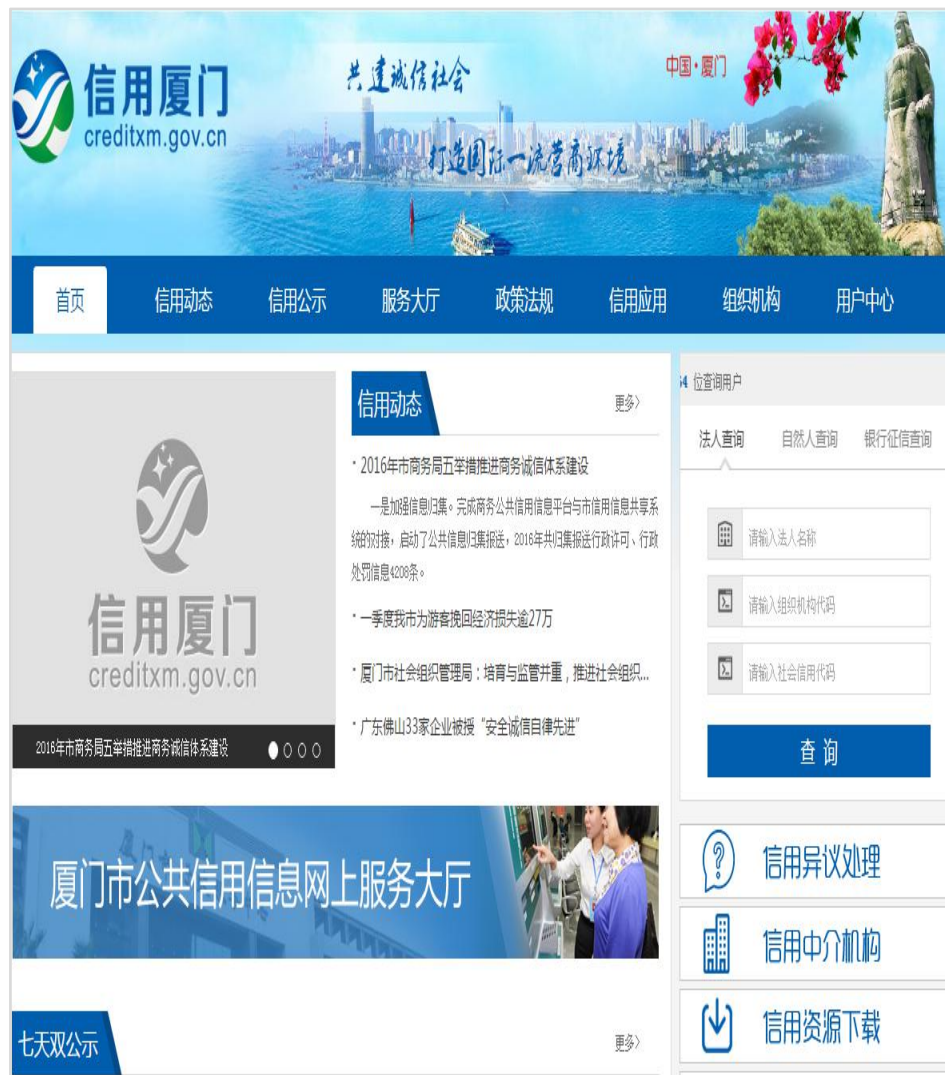 信用厦门
creditxm.gov.cn
共建诚信社会
中国·厦门
打造国际一流营商环境
首页
信用动态
信用公示
服务大厅
政策法规
信用应用
组织机构
用户中心
信用厦门
creditxm.gov.cn
2016年市商务局五举措推进商务诚信体系建设
信用动态
更多〉
·2016年市商务局五举措推进商务诚信体系建设
一是加强信息归集。完成商务公共信用信息平台与市信用信息共享系
统的对接，启动了公共信息归集报送，2016年共归集报送行政许可、行政
处罚信息4208条。
·一季度我市为游客挽回经济损失逾27万
·厦门市社会组织管理局：培育与监管并重，推进社会组织...
·广东佛山33家企业被授“安全诚信自律先进”
4 位查询用户
法人查询
自然人查询
银行征信查询
请输入法人名称
请输入组织机构代码
请输入社会信用代码
查 询
厦门市公共信用信息网上服务大厅
信用异议处理
信用中介机构
信用资源下载
七天双公示
更多〉